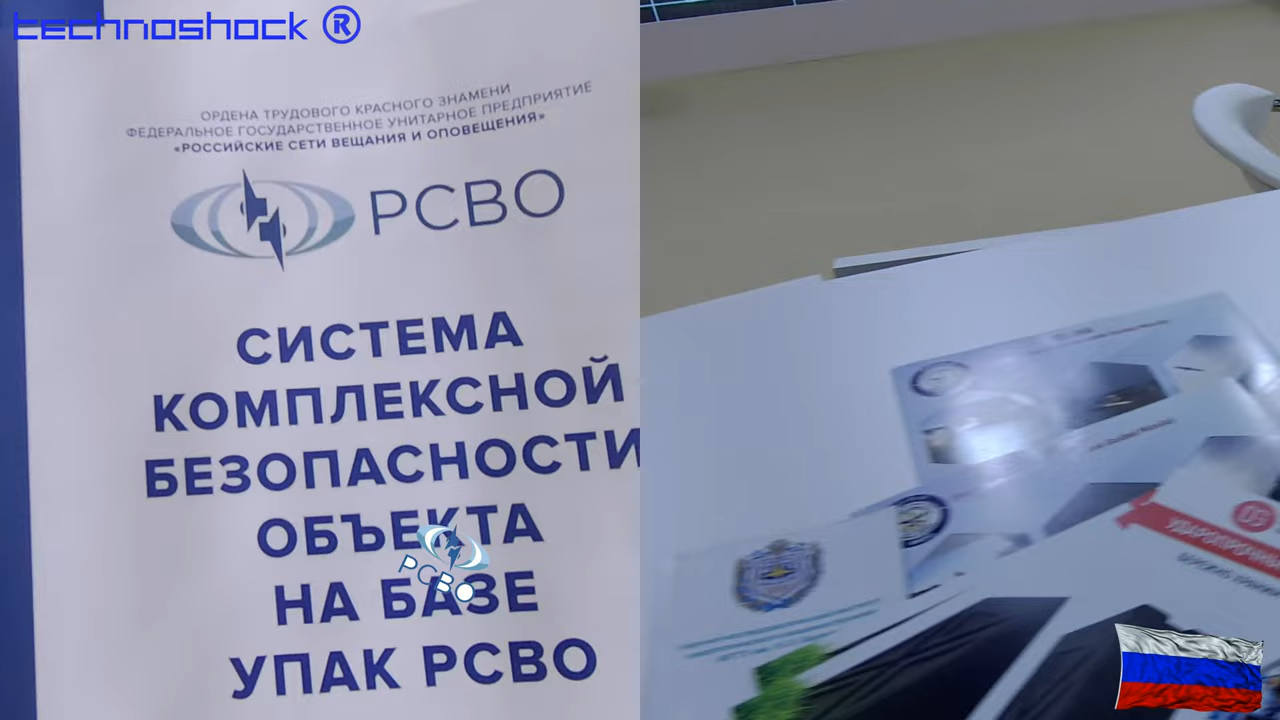 technoshock ®
ОРДЕНА ТРУДОВОГО КРАСНОГО ЗНАМЕНИ
ФЕДЕРАЛЬНОЕ ГОСУДАРСТВЕННОЕ УНИТАРНОЕ ПРЕДПРИЯТИЕ
«РОССИЙСКИЕ СЕТИ ВЕЩАНИЯ И ОПОВЕЩЕНИЯ»
РСВО
СИСТЕМА
КОМПЛЕКСНОЙ
БЕЗОПАСНОСТИ
ОБЪЕКТА
НА БАЗЕ
УПАК РСВО
РСВО
03